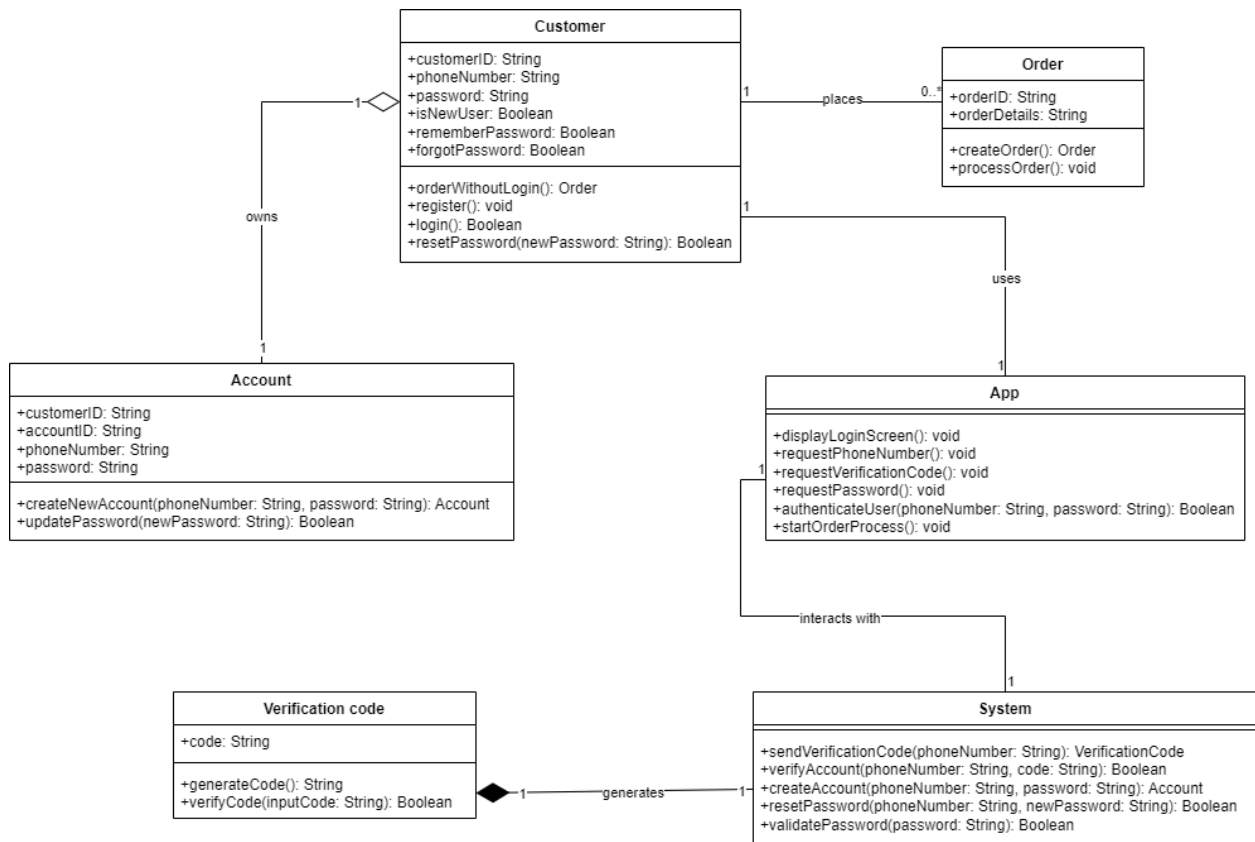 Customer
+customerID: String
+phoneNumber: String
+password: String
+isNewUser: Boolean
+rememberPassword: Boolean
+forgotPassword: Boolean
+orderWithoutLogin(): Order
+register(): void
+login(): Boolean
+resetPassword(newPassword: String): Boolean
1
places
0..*
Order
+orderID: String
+orderDetails: String
+createOrder(): Order
+processOrder(): void
1
owns
1
1
uses
1
Account
+customerID: String
+accountID: String
+phoneNumber: String
+password: String
+createNewAccount(phoneNumber: String, password: String): Account
+updatePassword(newPassword: String): Boolean
App
+displayLoginScreen(): void
+requestPhoneNumber(): void
+requestVerificationCode(): void
+requestPassword(): void
+authenticateUser(phoneNumber: String, password: String): Boolean
+startOrderProcess(): void
1
interacts with
1
Verification code
+code: String
+generateCode(): String
+verifyCode(inputCode: String): Boolean
1
generates
1
System
+sendVerificationCode(phoneNumber: String): VerificationCode
+verifyAccount(phoneNumber: String, code: String): Boolean
+createAccount(phoneNumber: String, password: String): Account
+resetPassword(phoneNumber: String, newPassword: String): Boolean
+validatePassword(password: String): Boolean